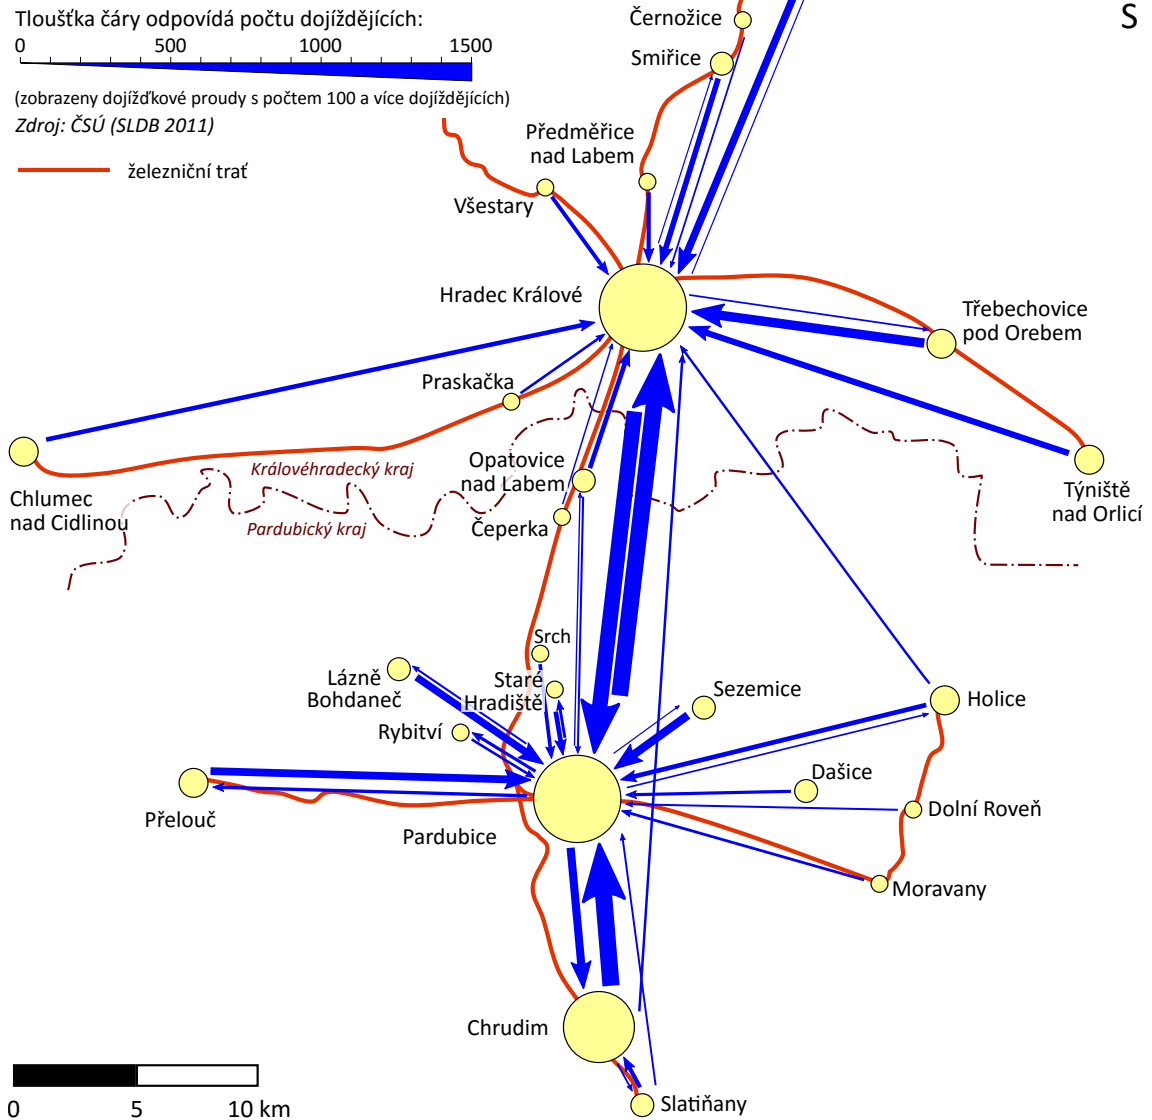 Tloušťka čáry odpovídá počtu dojíždějících:
0 500 1000 1500
(zobrazeny dojížďkové proudy s počtem 100 a více dojíždějících)
Zdroj: ČSÚ (SLDB 2011)
železniční trať
S
Černožice
Smiřice
Předměřice
nad Labem
Všestary
Hradec Králové
Třebechovice
pod Orebem
Praskačka
Chlumec
nad Cidlinou
Královéhradecký kraj
Pardubický kraj
Opatovice
nad Labem
Čeperka
Týniště
nad Orlicí
Srch
Staré
Hradiště
Lázně
Bohdaneč
Rybitví
Sezemice
Holice
Dašice
Dolní Roveň
Přelouč
Pardubice
Moravany
Chrudim
Slatiňany
0 5 10 km